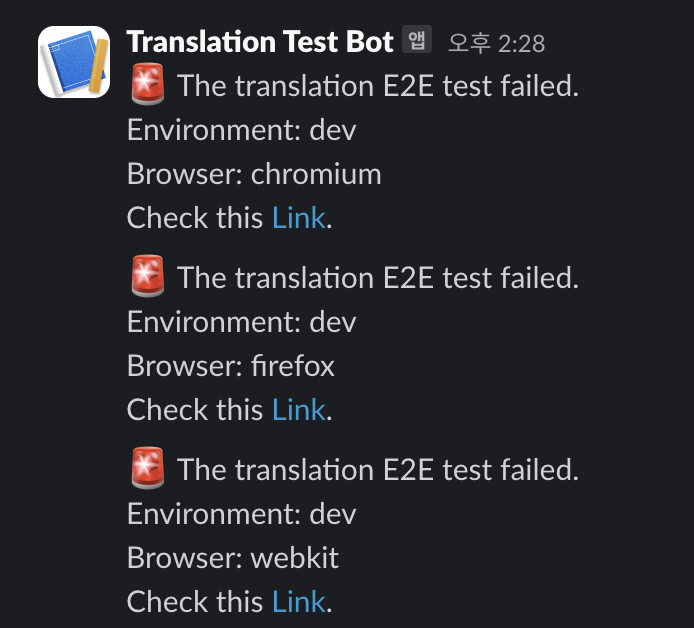 Translation Test Bot 앱 오후 2:28
🚨 The translation E2E test failed.
Environment: dev
Browser: chromium
Check this Link.
🚨 The translation E2E test failed.
Environment: dev
Browser: firefox
Check this Link.
🚨 The translation E2E test failed.
Environment: dev
Browser: webkit
Check this Link.